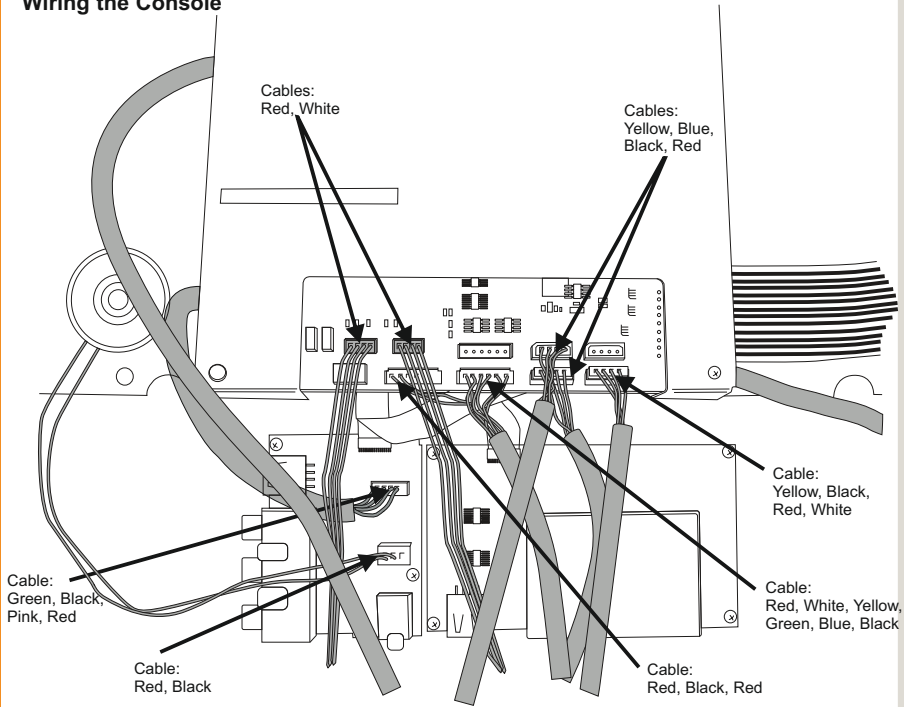 Wiring the Console
Cables:
Red, White
Cables:
Yellow, Blue,
Black, Red
Cable:
Yellow, Black,
Red, White
Cable:
Green, Black,
Pink, Red
Cable:
Red, White, Yellow,
Green, Blue, Black
Cable:
Red, Black
Cable:
Red, Black, Red